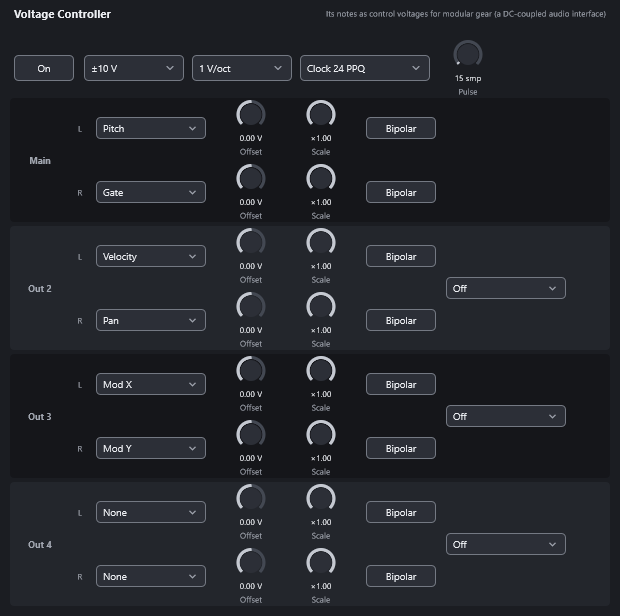 Voltage Controller
Its notes as control voltages for modular gear (a DC-coupled audio interface)
On
±10 V
1 V/oct
Clock 24 PPQ
15 smp
Pulse
Main
L
Pitch
0.00 V
Offset
×1.00
Scale
Bipolar
R
Gate
0.00 V
Offset
×1.00
Scale
Bipolar
Out 2
L
Velocity
0.00 V
Offset
×1.00
Scale
Bipolar
Off
R
Pan
0.00 V
Offset
×1.00
Scale
Bipolar
Out 3
L
Mod X
0.00 V
Offset
×1.00
Scale
Bipolar
Off
R
Mod Y
0.00 V
Offset
×1.00
Scale
Bipolar
Out 4
L
None
0.00 V
Offset
×1.00
Scale
Bipolar
Off
R
None
0.00 V
Offset
×1.00
Scale
Bipolar